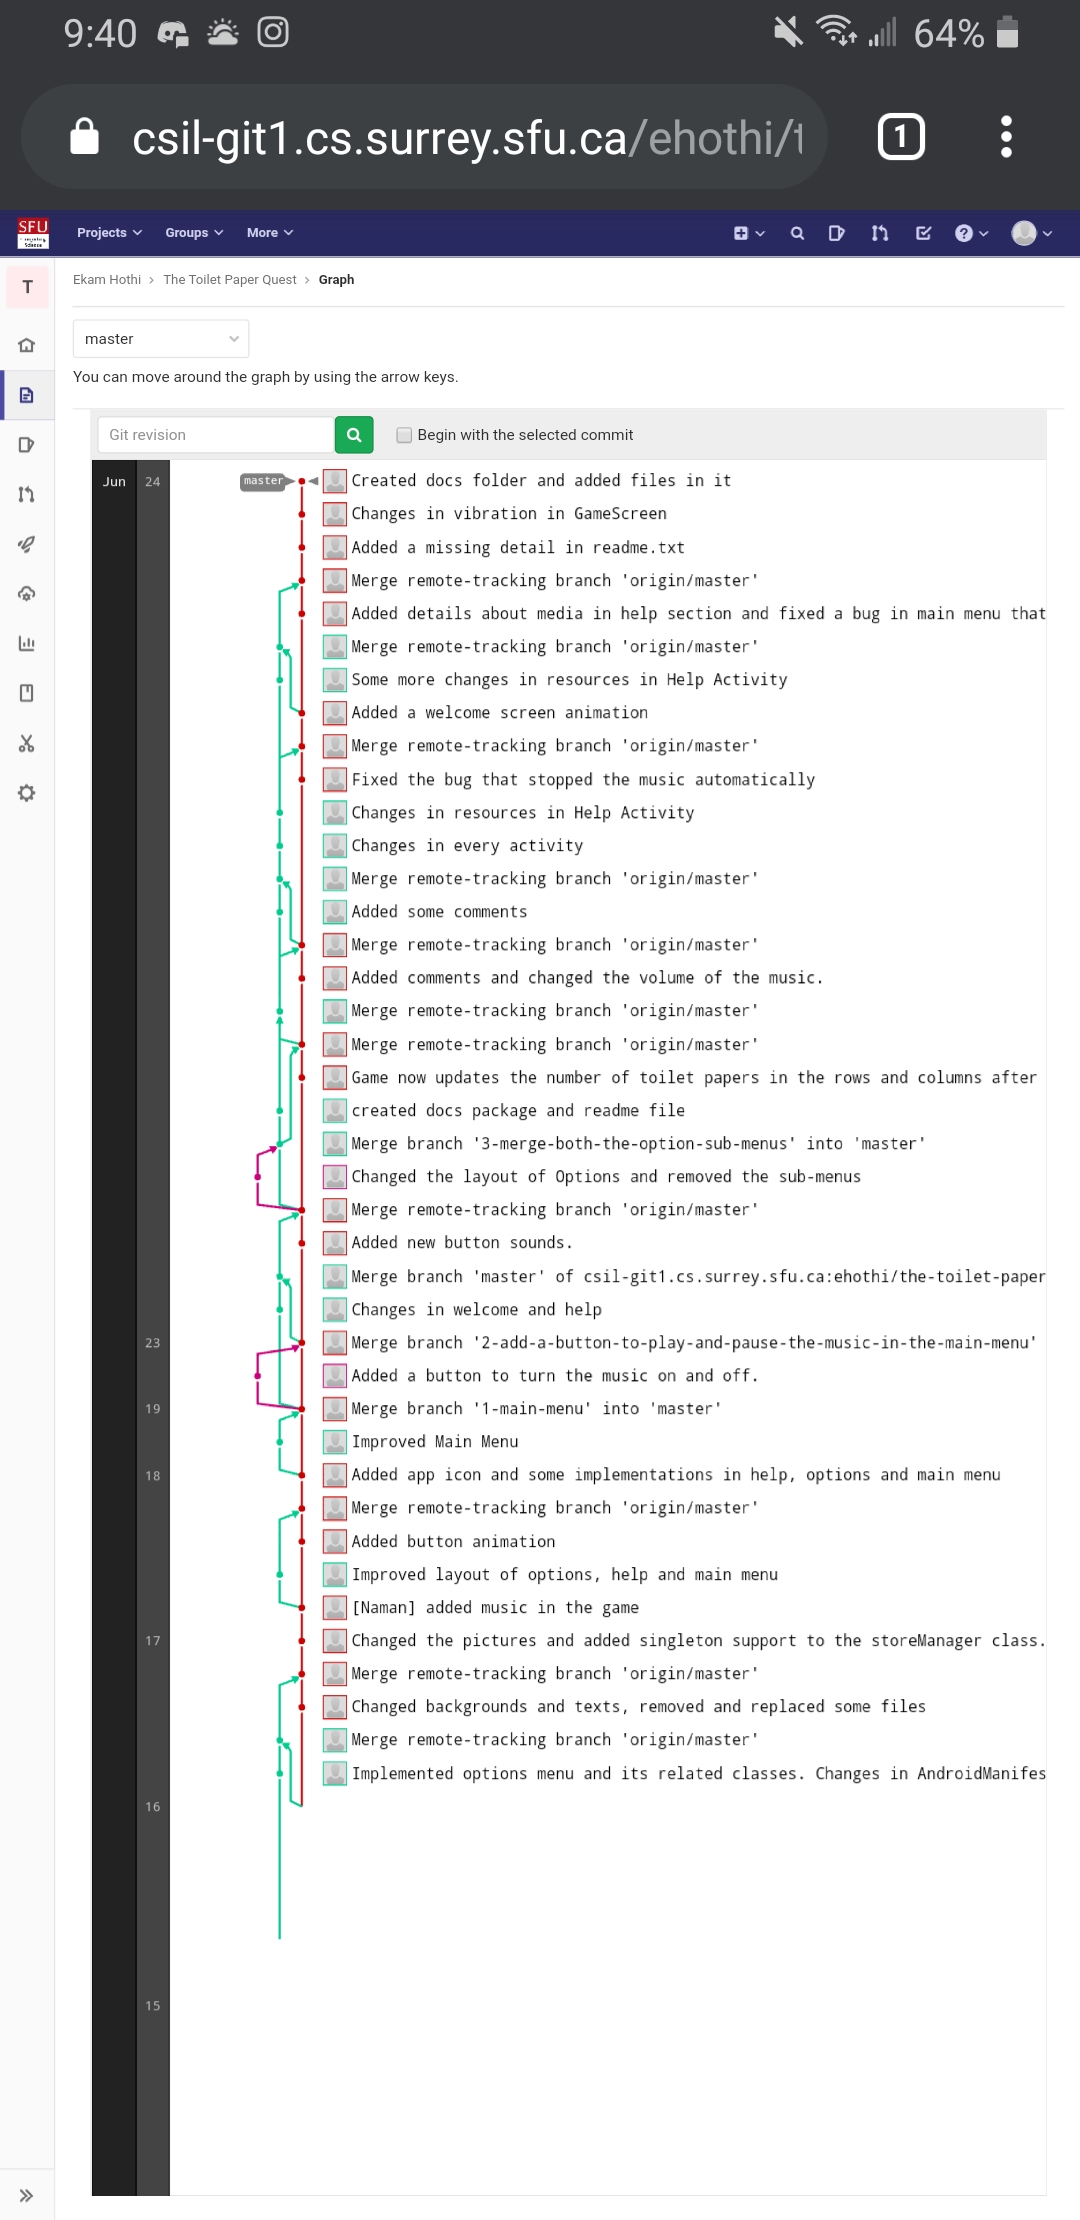 9:40 64%
csil-git1.cs.surrey.sfu.ca/ehothi/t 1
SFU Projects Groups More
T Ekam Hothi > The Toilet Paper Quest > Graph
master
You can move around the graph by using the arrow keys.
Git revision Begin with the selected commit
Jun 24 master Created docs folder and added files in it
Changes in vibration in GameScreen
Added a missing detail in readme.txt
Merge remote-tracking branch 'origin/master'
Added details about media in help section and fixed a bug in main menu that
Merge remote-tracking branch 'origin/master'
Some more changes in resources in Help Activity
Added a welcome screen animation
Merge remote-tracking branch 'origin/master'
Fixed the bug that stopped the music automatically
Changes in resources in Help Activity
Changes in every activity
Merge remote-tracking branch 'origin/master'
Added some comments
Merge remote-tracking branch 'origin/master'
Added comments and changed the volume of the music.
Merge remote-tracking branch 'origin/master'
Merge remote-tracking branch 'origin/master'
Game now updates the number of toilet papers in the rows and columns after
created docs package and readme file
Merge branch '3-merge-both-the-option-sub-menus' into 'master'
Changed the layout of Options and removed the sub-menus
Merge remote-tracking branch 'origin/master'
Added new button sounds.
Merge branch 'master' of csil-git1.cs.surrey.sfu.ca:ehothi/the-toilet-paper
Changes in welcome and help
23 Merge branch '2-add-a-button-to-play-and-pause-the-music-in-the-main-menu'
Added a button to turn the music on and off.
19 Merge branch '1-main-menu' into 'master'
Improved Main Menu
18 Added app icon and some implementations in help, options and main menu
Merge remote-tracking branch 'origin/master'
Added button animation
Improved layout of options, help and main menu
[Naman] added music in the game
17 Changed the pictures and added singleton support to the storeManager class.
Merge remote-tracking branch 'origin/master'
Changed backgrounds and texts, removed and replaced some files
Merge remote-tracking branch 'origin/master'
Implemented options menu and its related classes. Changes in AndroidManifes
16
15